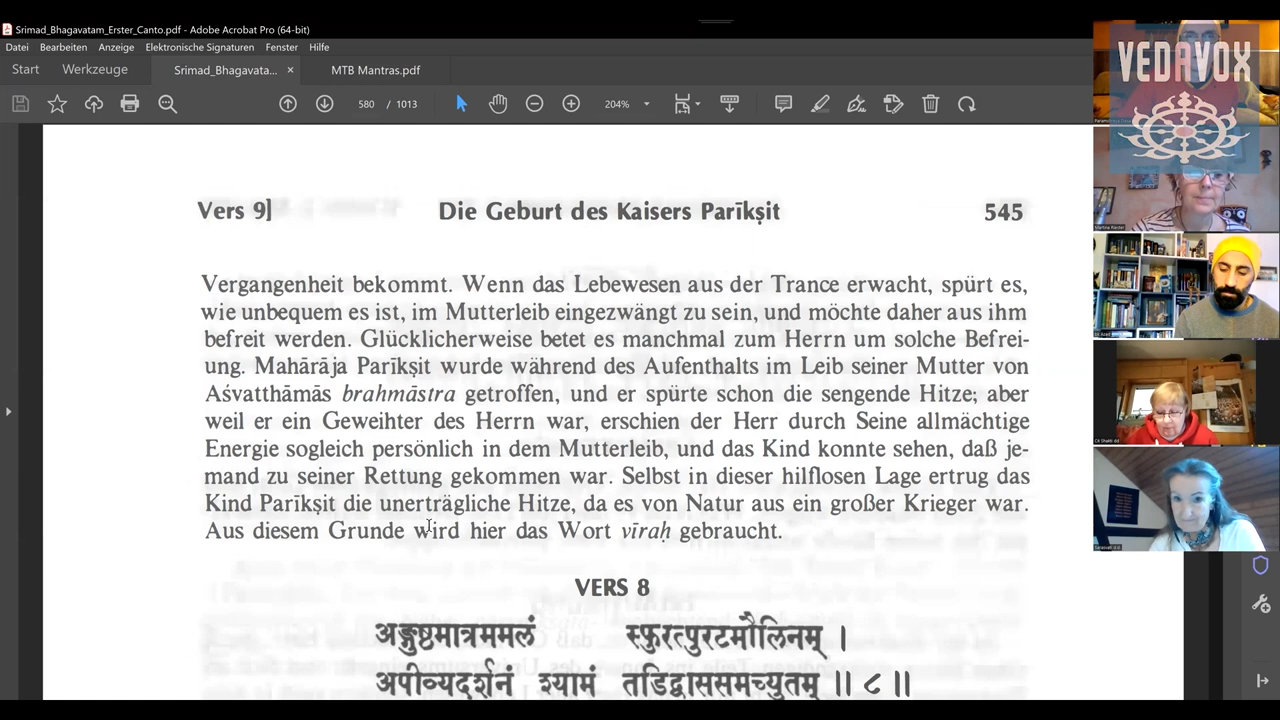 Srimad_Bhagavatam_Erster_Canto.pdf - Adobe Acrobat Pro (64-bit)
Datei Bearbeiten Anzeige Elektronische Signaturen Fenster Hilfe
Start Werkzeuge Srimad_Bhagavata... × MTB Mantras.pdf
580 / 1013 204%
VEDAVOX
Vers 9] Die Geburt des Kaisers Parīkṣit 545
Vergangenheit bekommt. Wenn das Lebewesen aus der Trance erwacht, spürt es,
wie unbequem es ist, im Mutterleib eingezwängt zu sein, und möchte daher aus ihm
befreit werden. Glücklicherweise betet es manchmal zum Herrn um solche Befrei-
ung. Mahārāja Parīkṣit wurde während des Aufenthalts im Leib seiner Mutter von
Aśvatthāmās brahmāstra getroffen, und er spürte schon die sengende Hitze; aber
weil er ein Geweihter des Herrn war, erschien der Herr durch Seine allmächtige
Energie sogleich persönlich in dem Mutterleib, und das Kind konnte sehen, daß je-
mand zu seiner Rettung gekommen war. Selbst in dieser hilflosen Lage ertrug das
Kind Parīkṣit die unerträgliche Hitze, da es von Natur aus ein großer Krieger war.
Aus diesem Grunde wird hier das Wort vīraḥ gebraucht.
VERS 8
अङ्गुष्ठमात्रममलं स्फुरत्पुरटमौलिनम् ।
अपीव्यदर्शनं श्यामं तडिद्वाससमच्युतम् ॥ ८ ॥